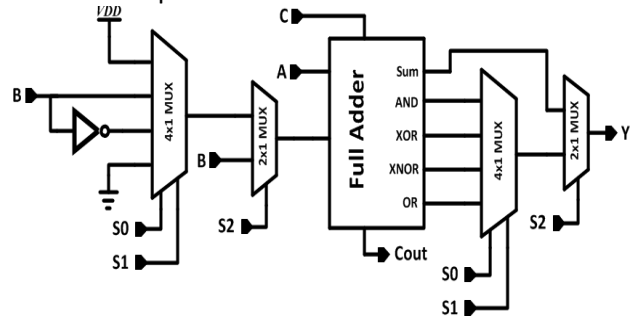 VDD
B
4x1 MUX
S0
S1
B
2x1 MUX
S2
C
A
Full Adder
Sum
AND
XOR
XNOR
OR
Cout
4x1 MUX
S0
S1
2x1 MUX
S2
Y